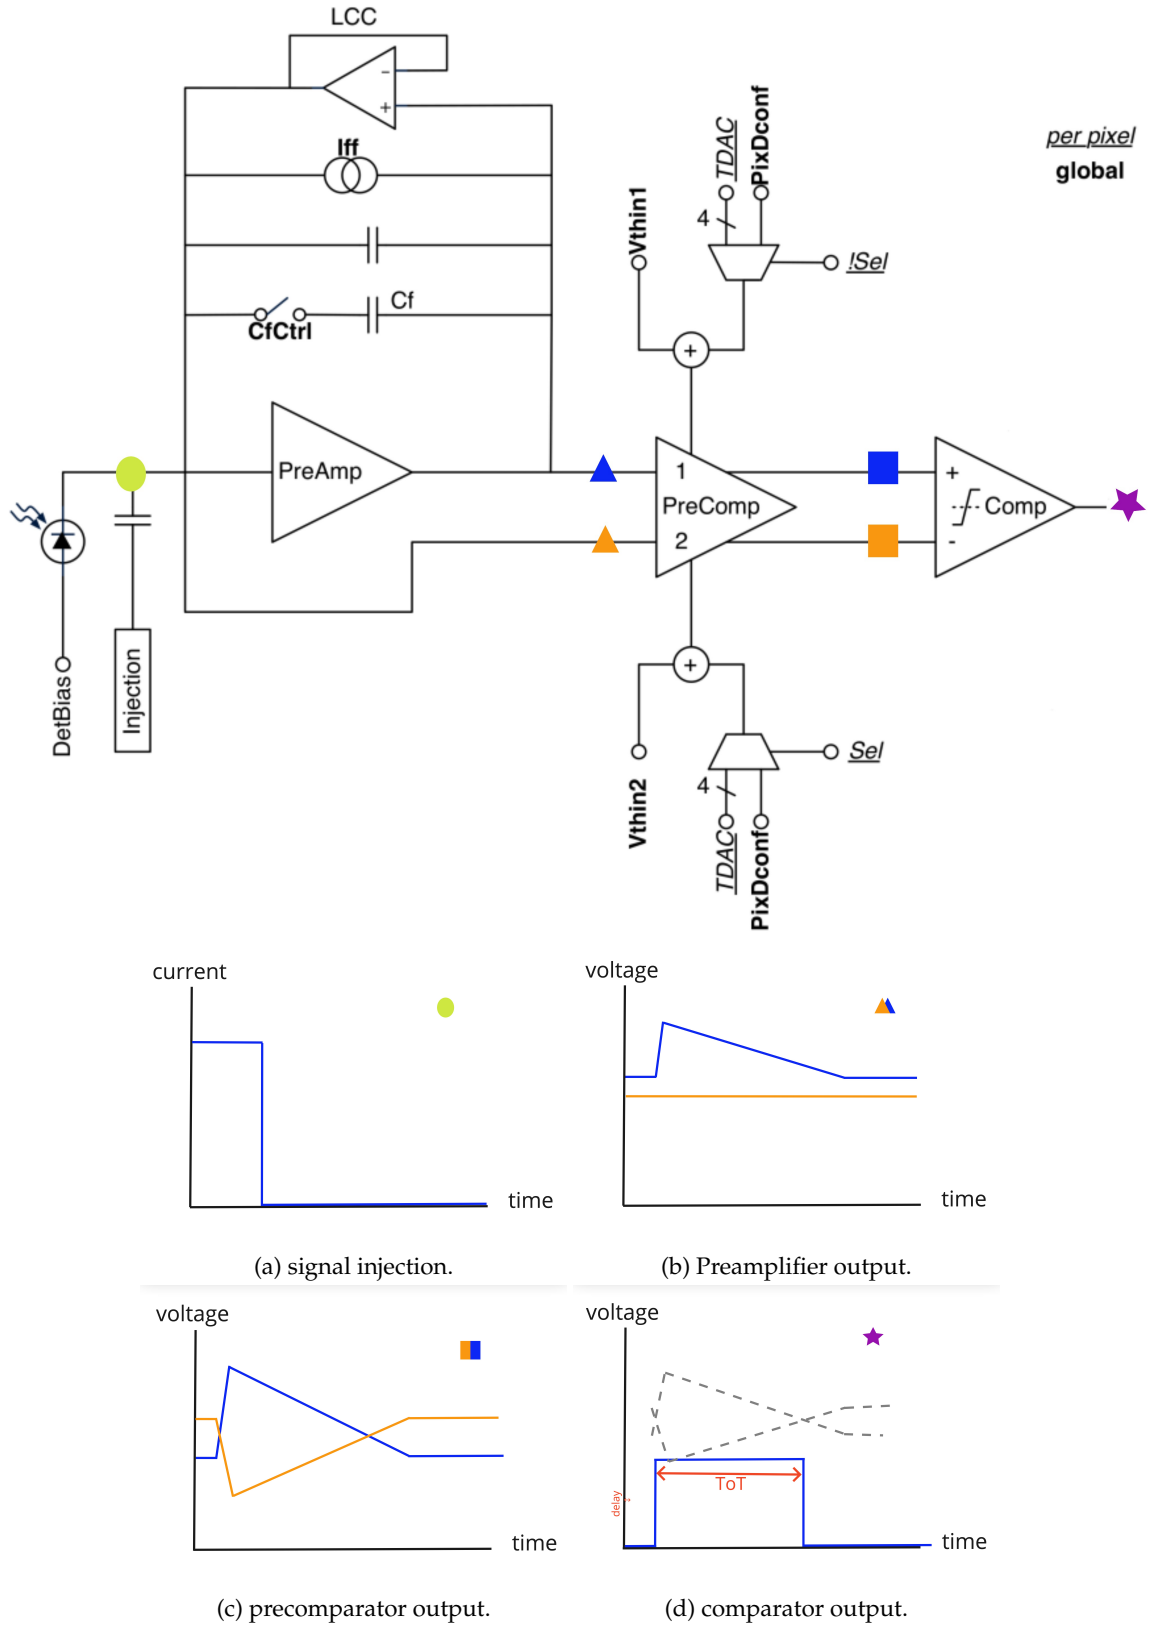 LCC
-
+
Iff
Cf
CfCtrl
TDAC
PixDconf
per pixel
global
Vthin1
4
!Sel
+
PreAmp
1
PreComp
2
+
Comp
-
DetBias
Injection
+
Sel
Vthin2
4
TDAC
PixDconf
current
time
(a) signal injection.
voltage
time
(b) Preamplifier output.
voltage
time
(c) precomparator output.
voltage
ToT
delay
time
(d) comparator output.